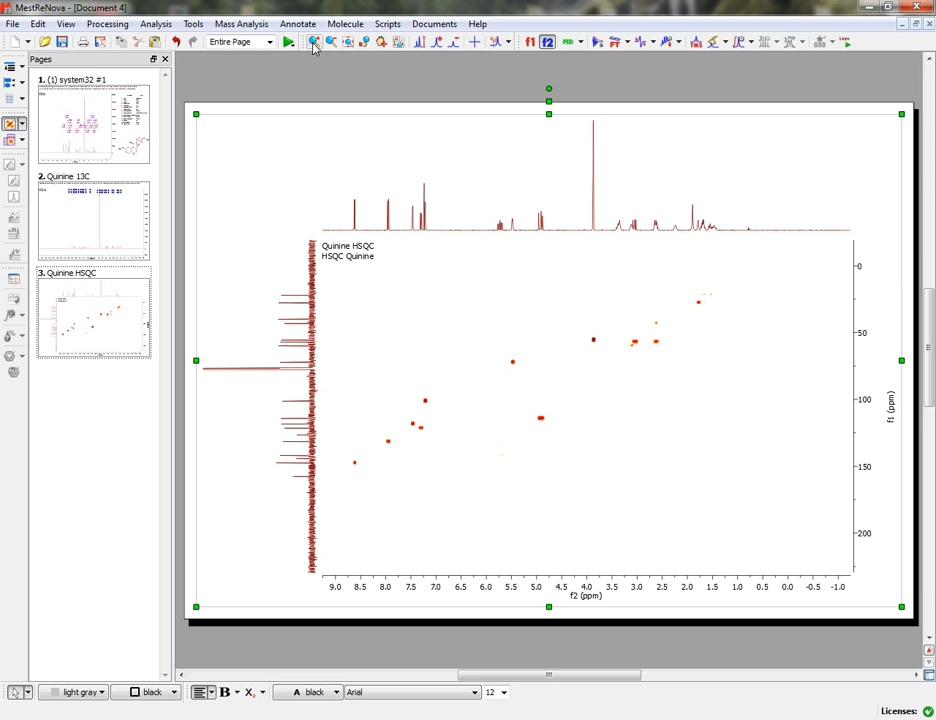 MestReNova - [Document 4]
File Edit View Processing Analysis Tools Mass Analysis Annotate Molecule Scripts Documents Help
Entire Page f1 f2
Pages
1. (1) system32 #1
2. Quinine 13C
3. Quinine HSQC
Quinine HSQC
HSQC Quinine
0
50
100
150
200
f1 (ppm)
9.0 8.5 8.0 7.5 7.0 6.5 6.0 5.5 5.0 4.5 4.0 3.5 3.0 2.5 2.0 1.5 1.0 0.5 0.0 -0.5 -1.0
f2 (ppm)
light gray black B X₂ A black Arial 12
Licenses: